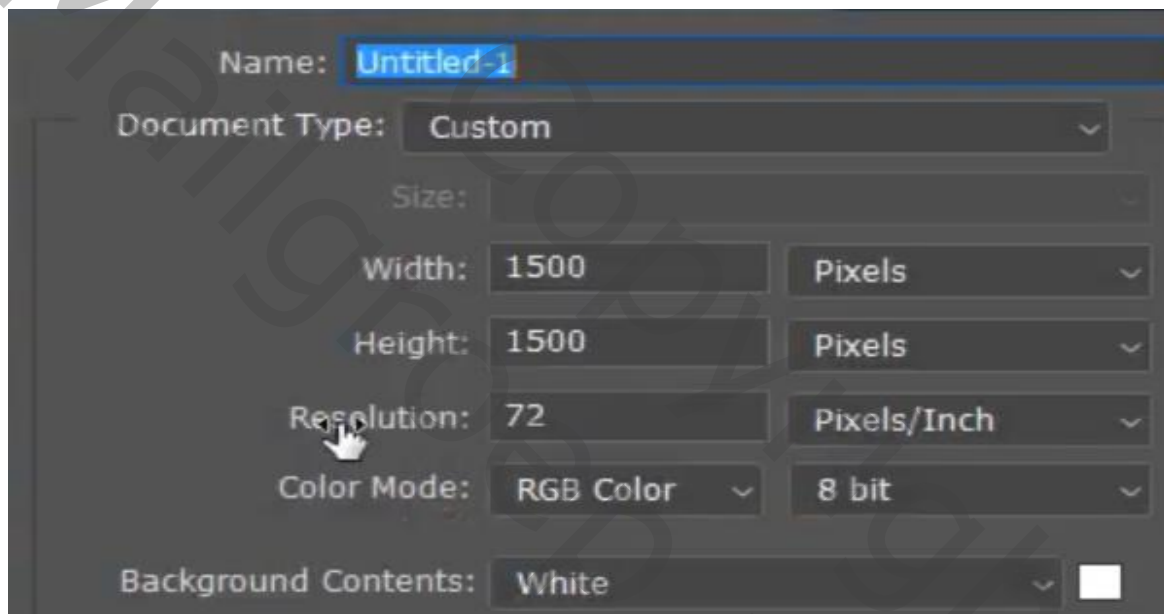 Name: Untitled-1
Document Type: Custom
Size:
Width: 1500 Pixels
Height: 1500 Pixels
Resolution: 72 Pixels/Inch
Color Mode: RGB Color 8 bit
Background Contents: White